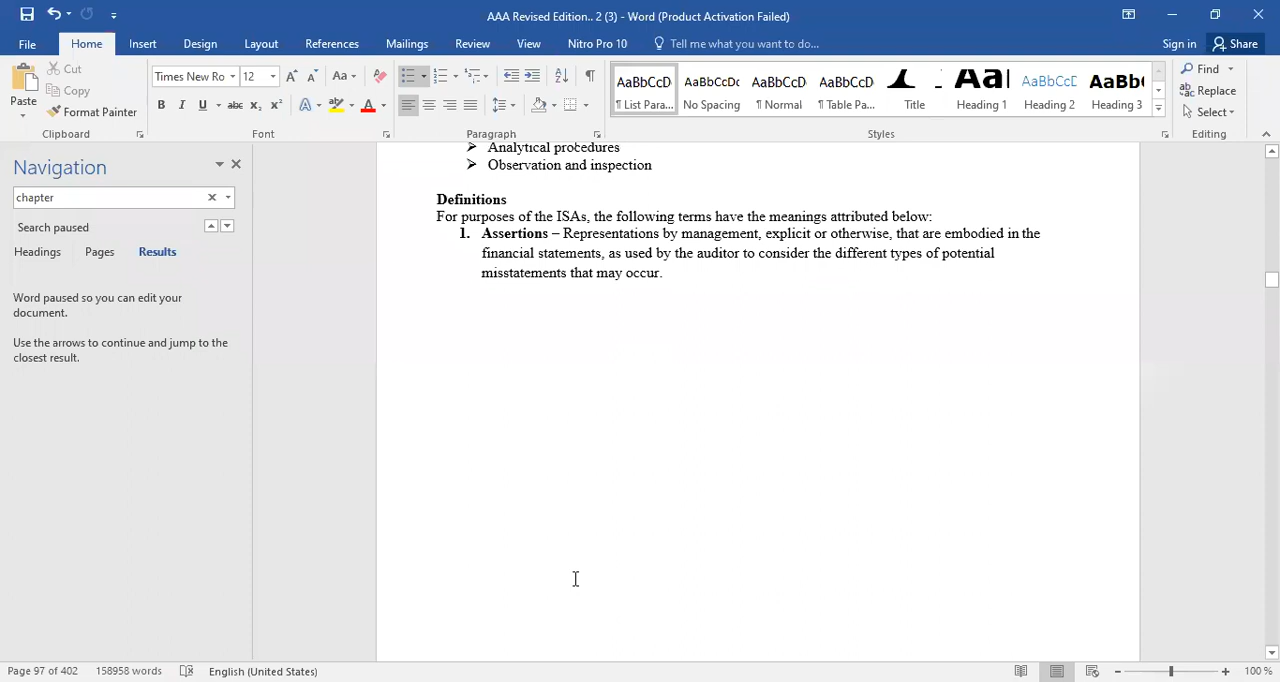 AAA Revised Edition.. 2 (3) - Word (Product Activation Failed)
File Home Insert Design Layout References Mailings Review View Nitro Pro 10 Tell me what you want to do... Sign in Share
Paste
Cut
Copy
Format Painter
Clipboard
Times New Ro 12
Font
Paragraph
AaBbCcD AaBbCcDc AaBbCcD AaBbCcD AaBbCcD AaBbC
¶ List Para... No Spacing ¶ Normal ¶ Table Pa... Title Heading 1 Heading 2 Heading 3
Styles
Find
Replace
Select
Editing
Navigation
chapter
Search paused
Headings Pages Results
Word paused so you can edit your
document.
Use the arrows to continue and jump to the
closest result.
➢ Analytical procedures
➢ Observation and inspection
Definitions
For purposes of the ISAs, the following terms have the meanings attributed below:
1. Assertions – Representations by management, explicit or otherwise, that are embodied in the
financial statements, as used by the auditor to consider the different types of potential
misstatements that may occur.
Page 97 of 402 158958 words English (United States) 100 %